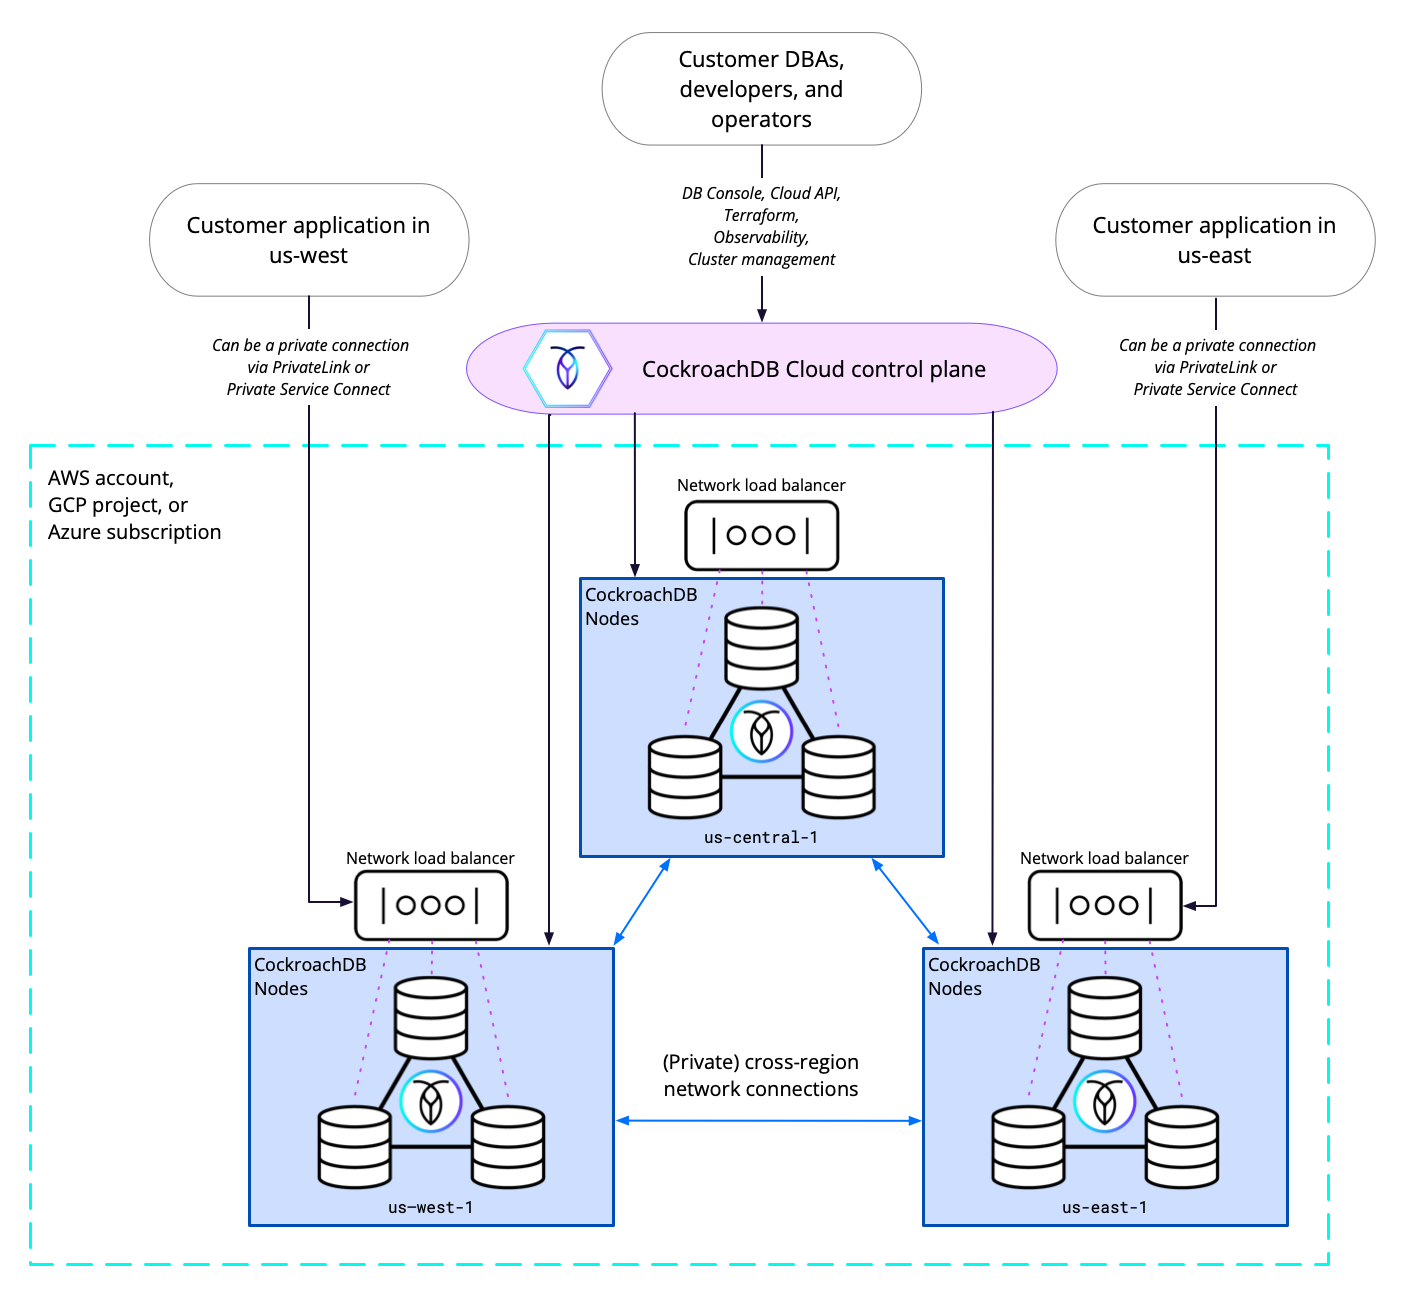 Customer DBAs,
developers, and
operators
DB Console, Cloud API,
Terraform,
Observability,
Cluster management
Customer application in
us-west
Customer application in
us-east
Can be a private connection
via PrivateLink or
Private Service Connect
CockroachDB Cloud control plane
Can be a private connection
via PrivateLink or
Private Service Connect
AWS account,
GCP project, or
Azure subscription
Network load balancer
CockroachDB
Nodes
us-central-1
Network load balancer
CockroachDB
Nodes
us-west-1
(Private) cross-region
network connections
Network load balancer
CockroachDB
Nodes
us-east-1